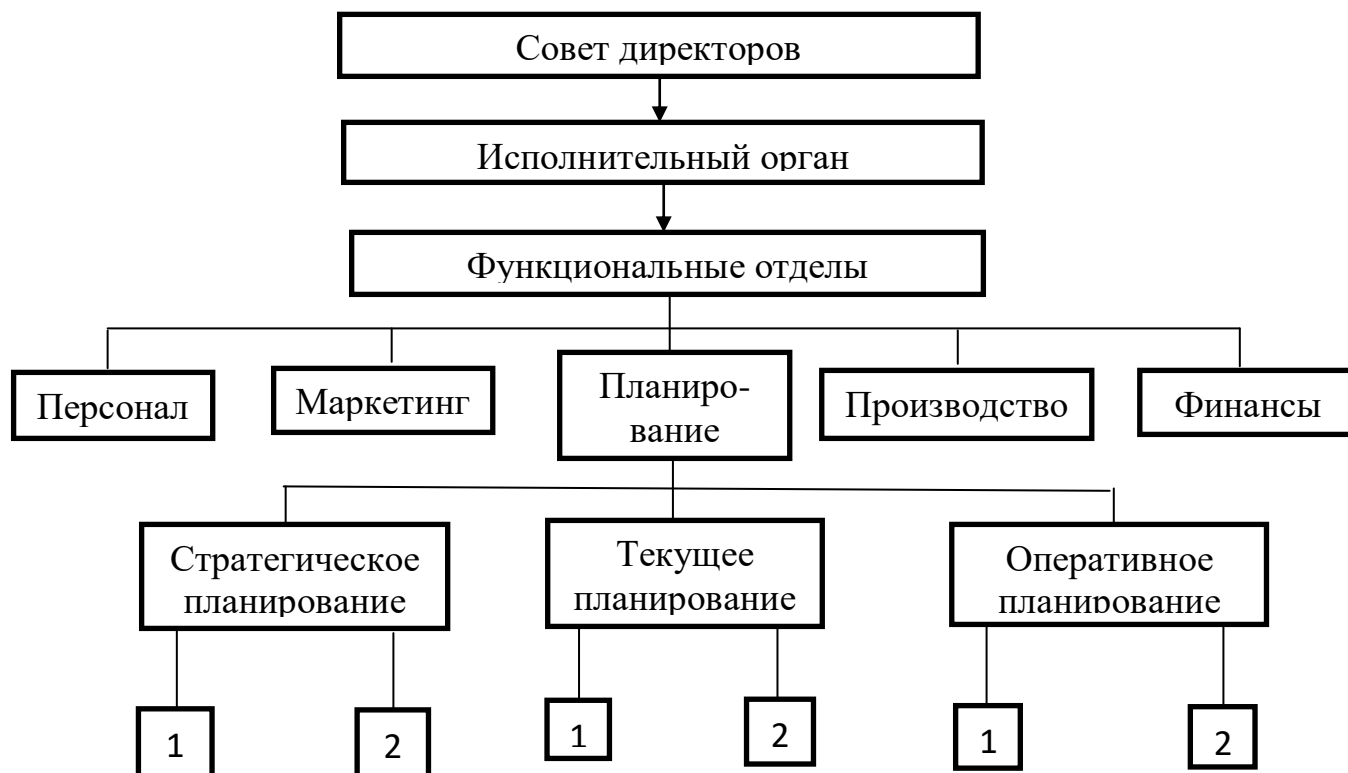 Совет директоров
Исполнительный орган
Функциональные отделы
Персонал
Маркетинг
Планиро-
вание
Производство
Финансы
Стратегическое
планирование
Текущее
планирование
Оперативное
планирование
1
2
1
2
1
2